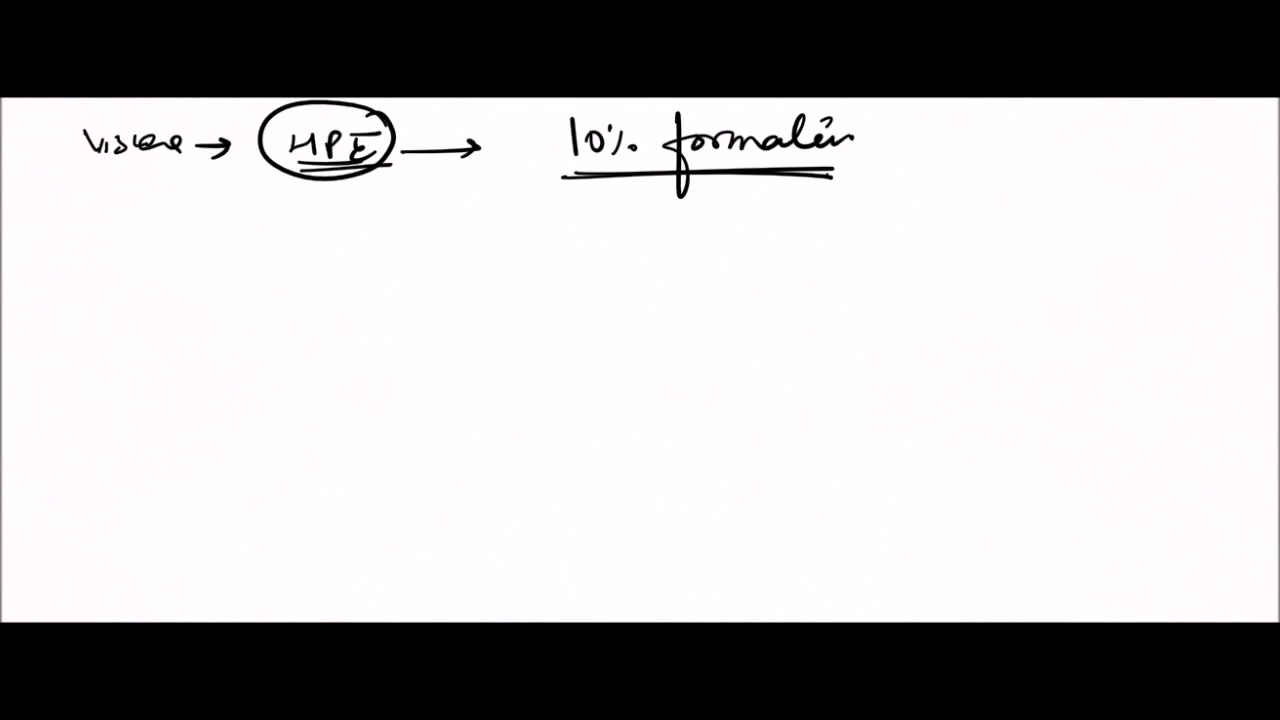 Viscera → HPE → 10% formalin